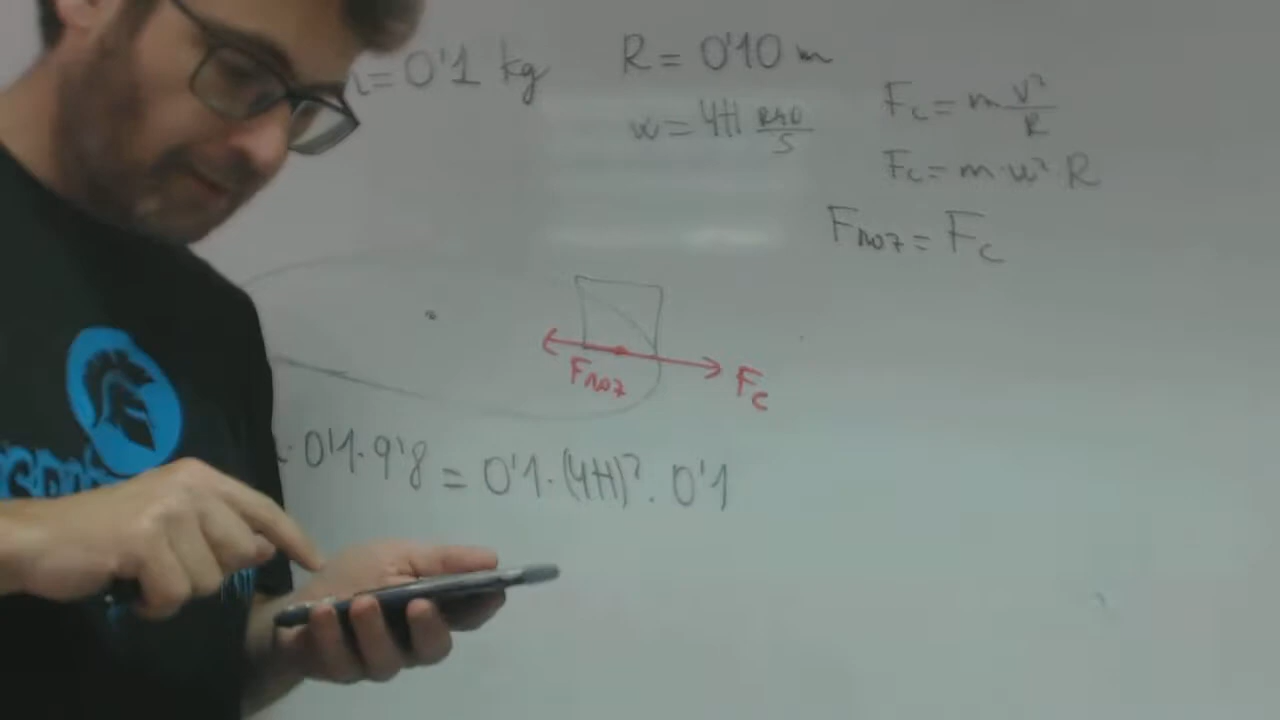 =0'1 kg
R = 0'10 m
w = 4π RAD/S
Fc = m V²/R
Fc = m·w² R
Froz = Fc
Froz
Fc
· 0'1 · 9'8 = 0'1 · (4π)² · 0'1